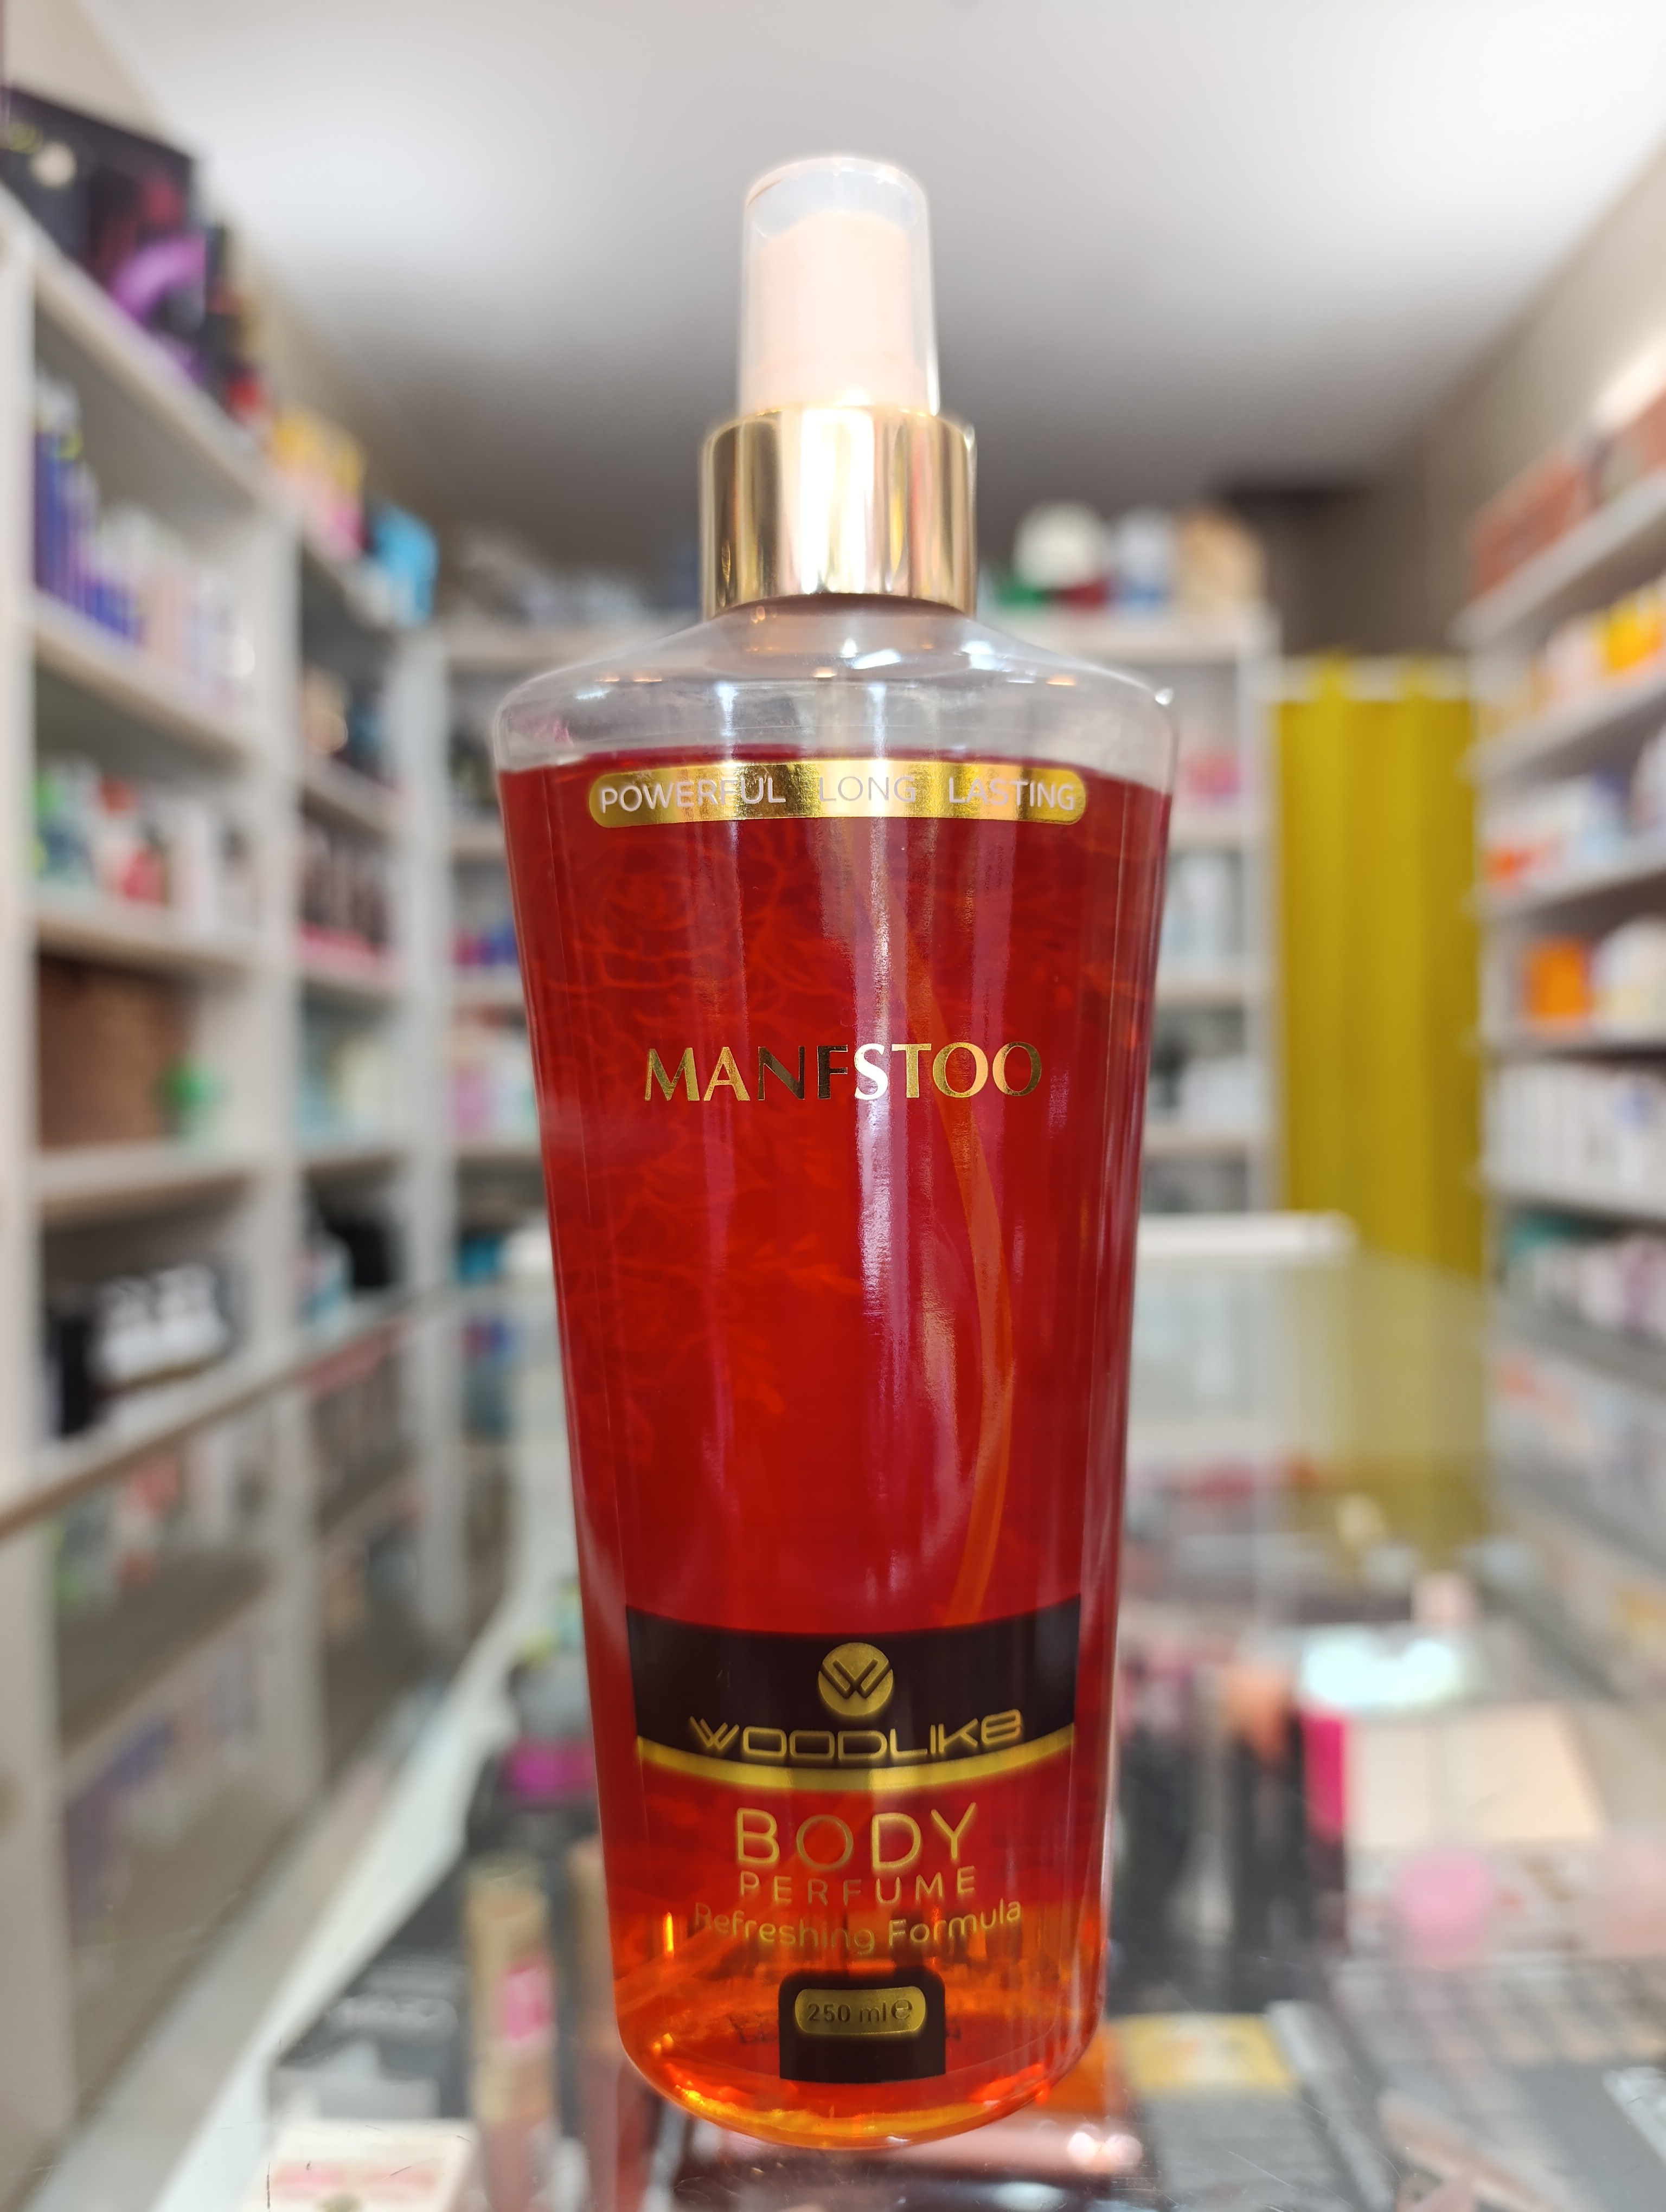 POWERFUL LONG LASTING
MANFSTOO
W
WOODLIKE
BODY
PERFUME
Refreshing Formula
250 ml e